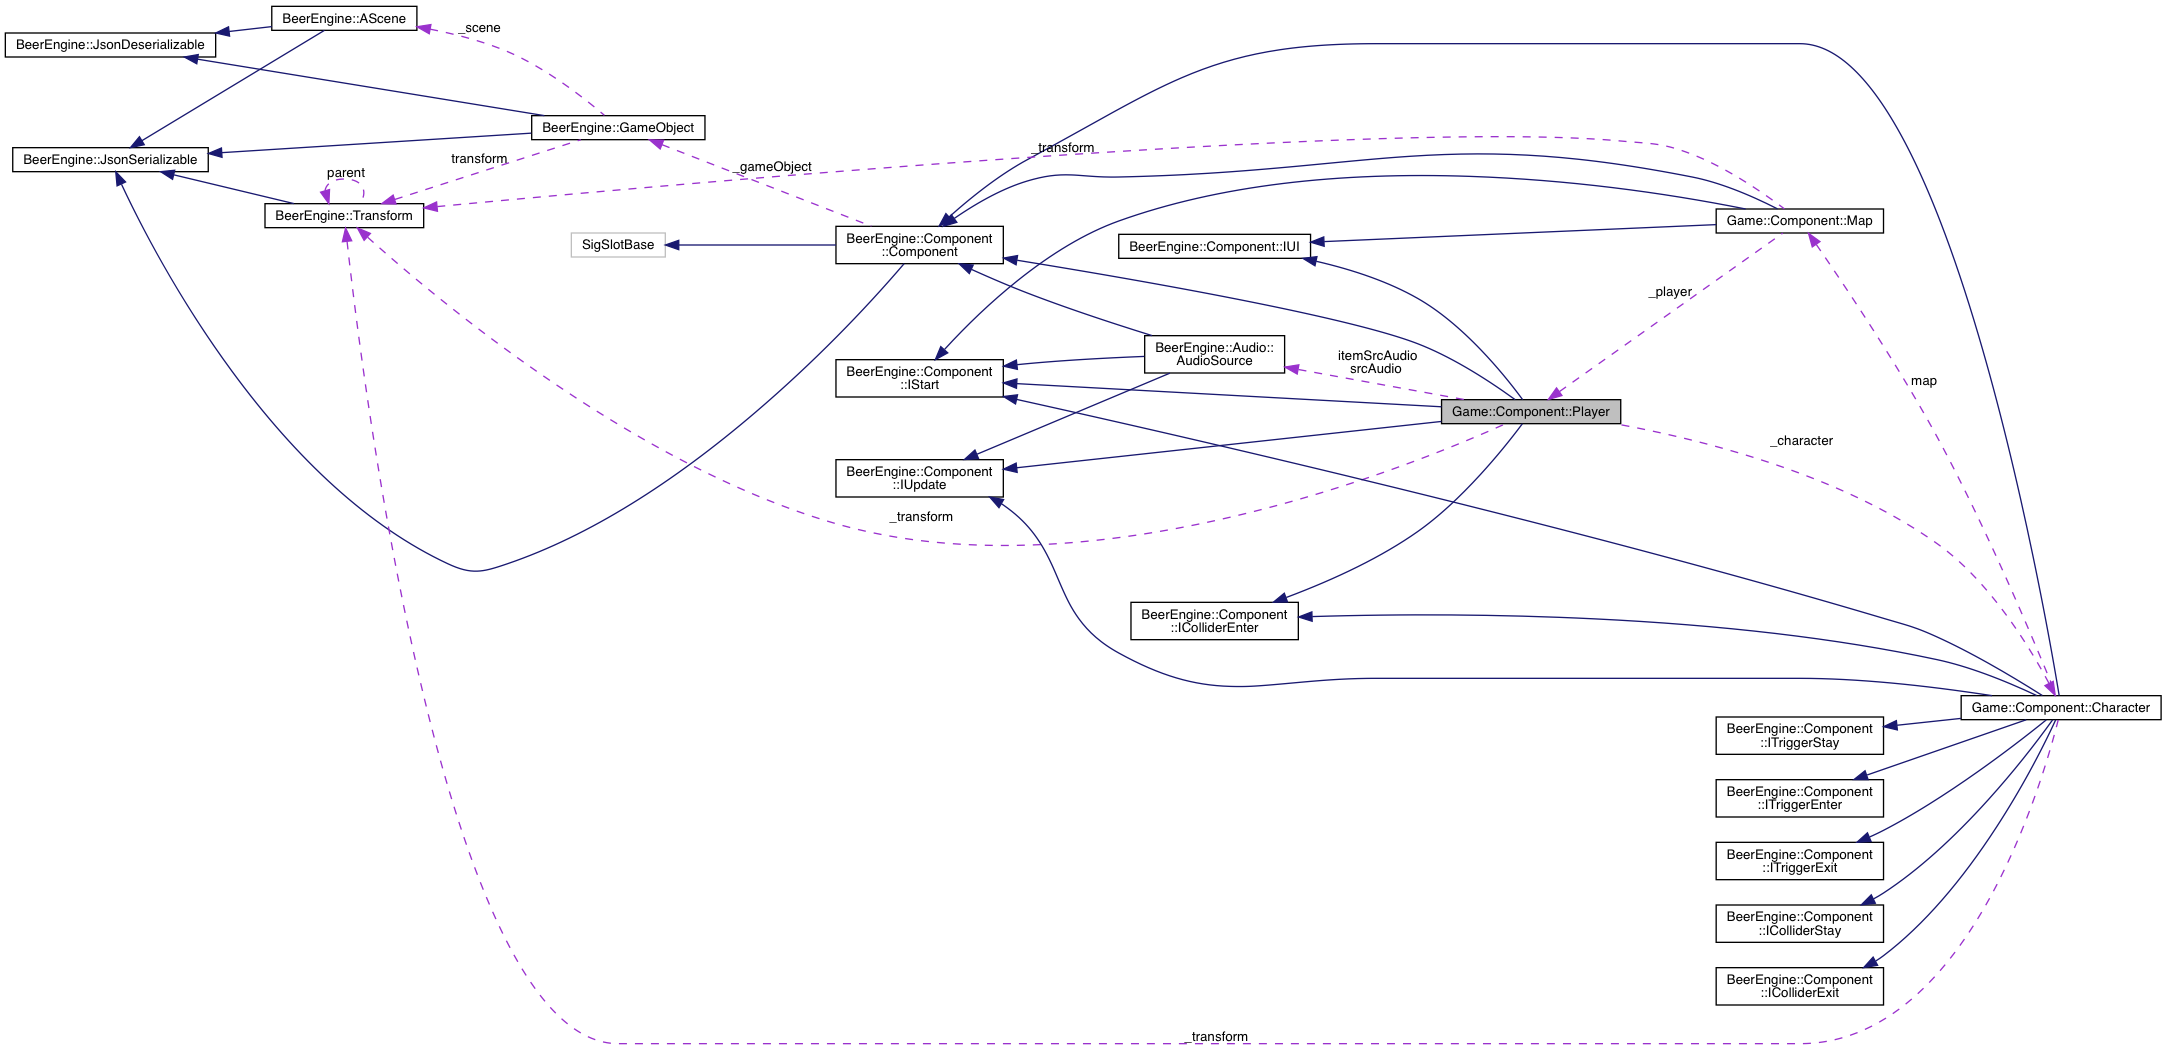 BeerEngine::AScene
_scene
BeerEngine::JsonDeserializable
BeerEngine::GameObject
BeerEngine::JsonSerializable
transform
_gameObject
_transform
parent
BeerEngine::Transform
SigSlotBase
BeerEngine::Component
::Component
BeerEngine::Component::IUI
Game::Component::Map
_player
BeerEngine::Audio::
AudioSource
itemSrcAudio
srcAudio
BeerEngine::Component
::IStart
map
Game::Component::Player
_character
BeerEngine::Component
::IUpdate
_transform
BeerEngine::Component
::IColliderEnter
Game::Component::Character
BeerEngine::Component
::ITriggerStay
BeerEngine::Component
::ITriggerEnter
BeerEngine::Component
::ITriggerExit
BeerEngine::Component
::IColliderStay
BeerEngine::Component
::IColliderExit
_transform